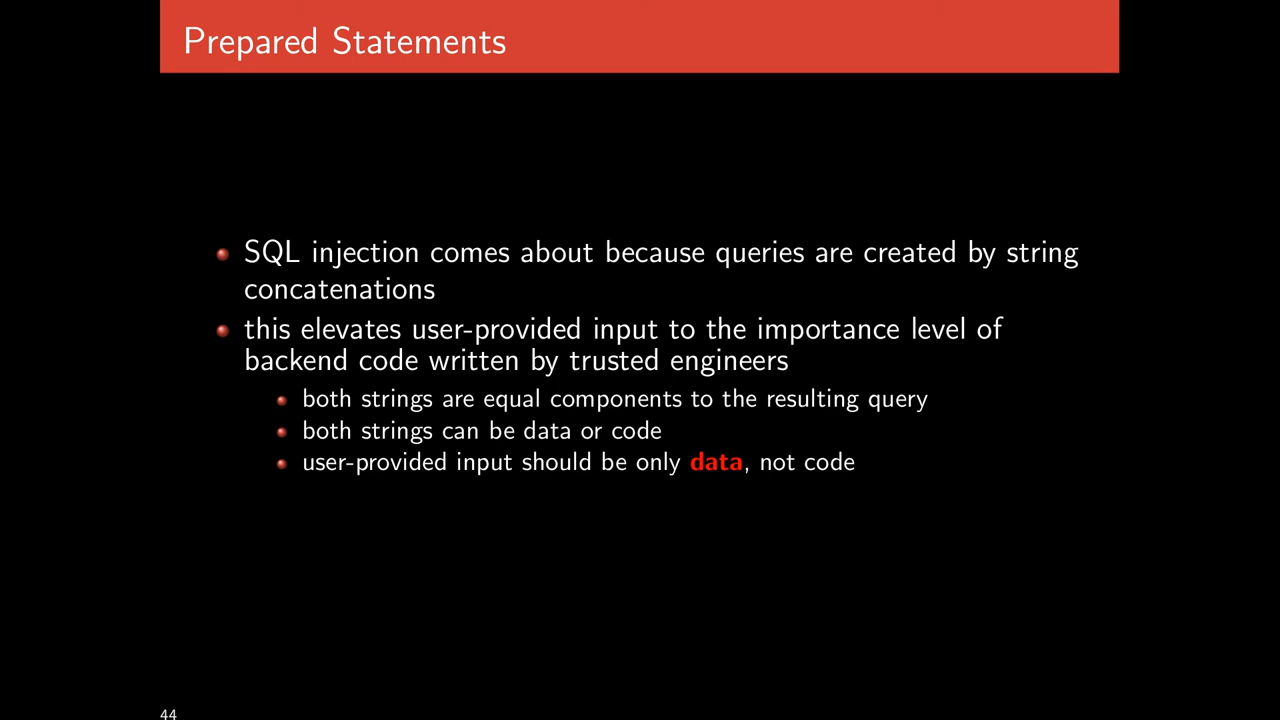 Prepared Statements
SQL injection comes about because queries are created by string
concatenations
this elevates user-provided input to the importance level of
backend code written by trusted engineers
both strings are equal components to the resulting query
both strings can be data or code
user-provided input should be only data, not code
44